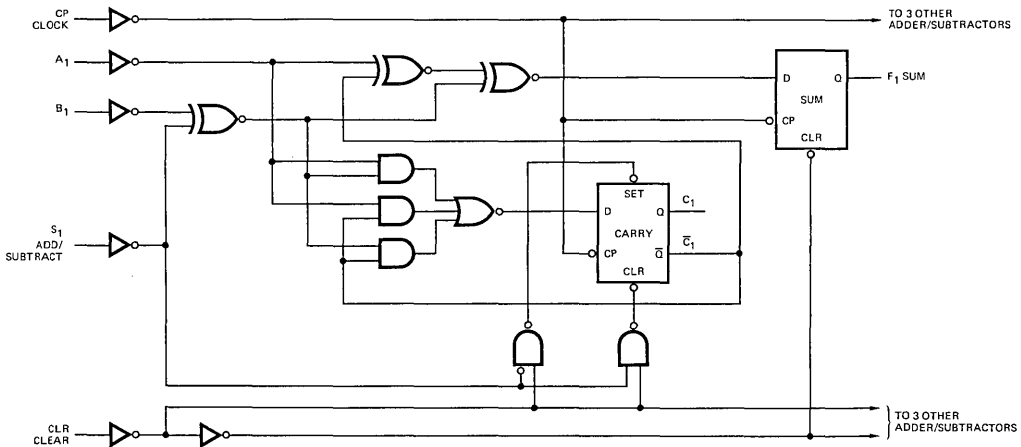 CP
CLOCK
TO 3 OTHER
ADDER/SUBTRACTORS
A1
D
Q
F1 SUM
SUM
B1
CP
CLR
SET
D
Q
C1
S1
ADD/
SUBTRACT
CARRY
CP
Q̅
C̅1
CLR
CLR
CLEAR
TO 3 OTHER
ADDER/SUBTRACTORS